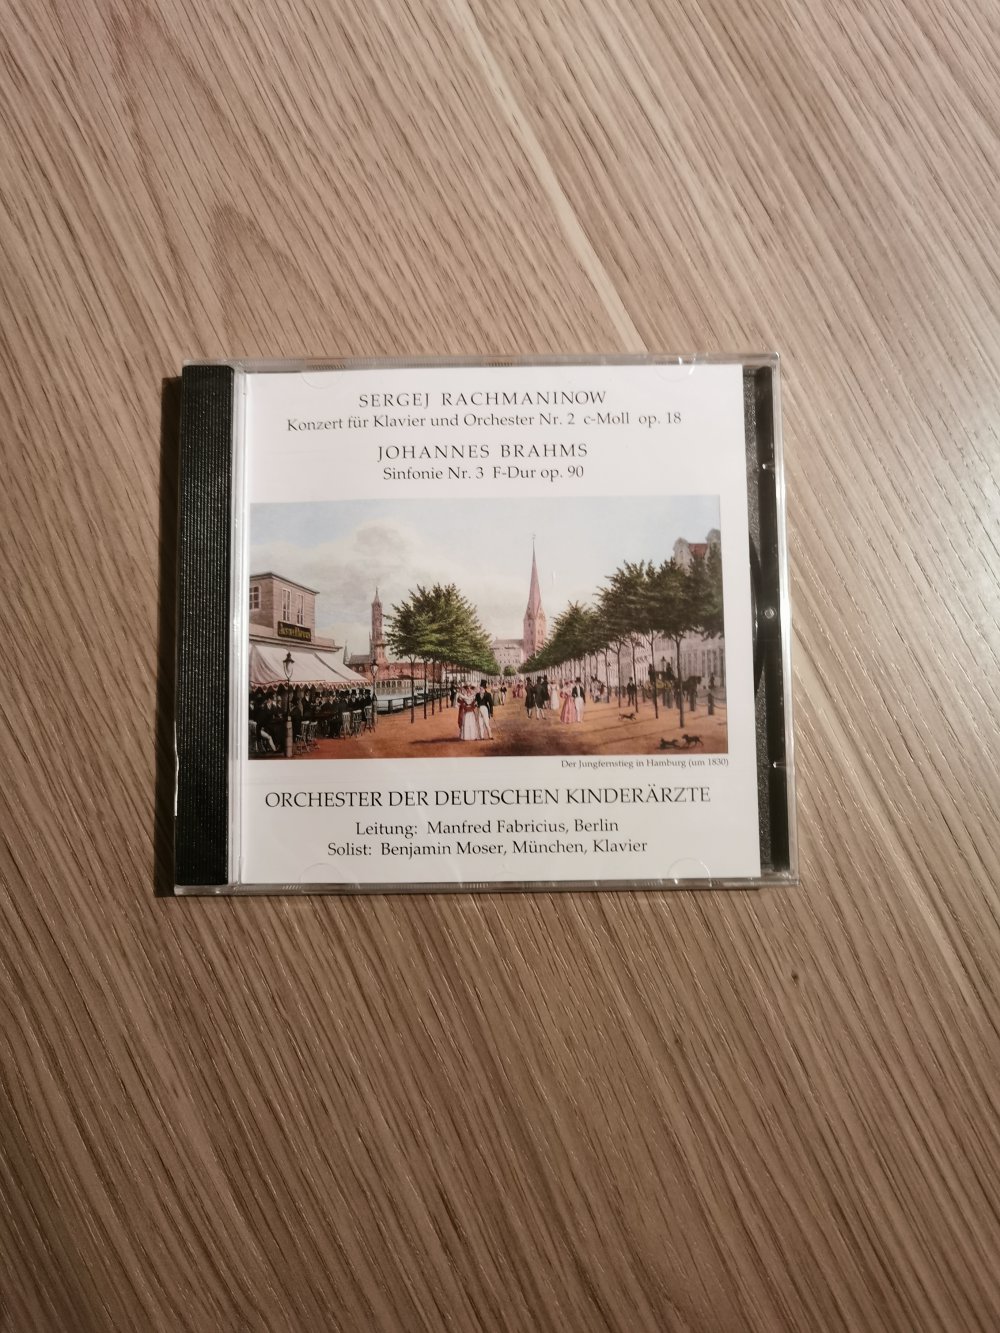 SERGEJ RACHMANINOW
Konzert für Klavier und Orchester Nr. 2 c-Moll op. 18
JOHANNES BRAHMS
Sinfonie Nr. 3 F-Dur op. 90
Der Jungfernstieg in Hamburg (um 1830)
ORCHESTER DER DEUTSCHEN KINDERÄRZTE
Leitung: Manfred Fabricius, Berlin
Solist: Benjamin Moser, München, Klavier